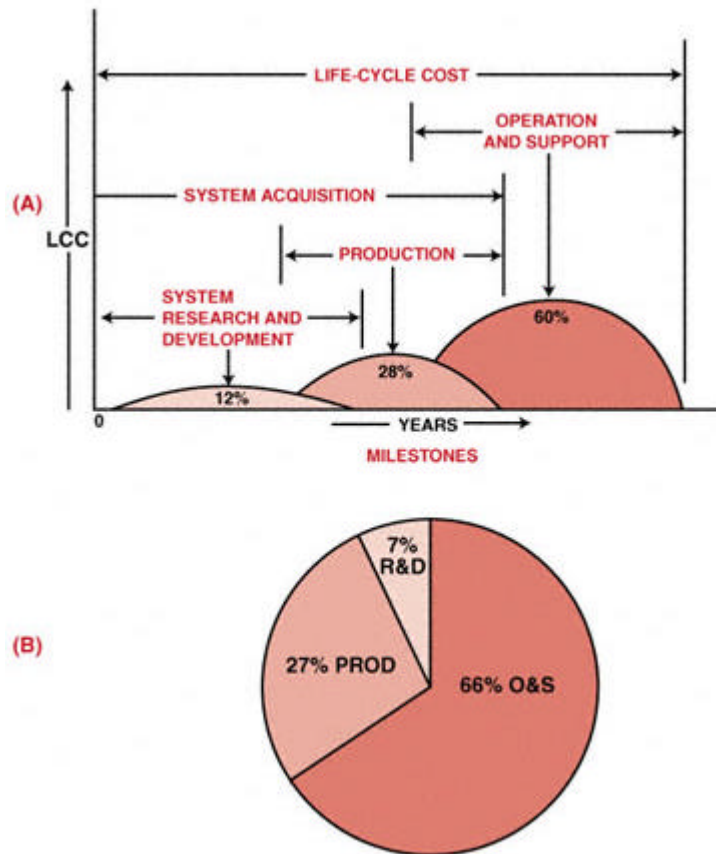 LIFE-CYCLE COST
OPERATION
AND SUPPORT
(A)
SYSTEM ACQUISITION
LCC
PRODUCTION
SYSTEM
RESEARCH AND
DEVELOPMENT
60%
28%
12%
0
YEARS
MILESTONES
7%
R&D
(B)
27% PROD
66% O&S